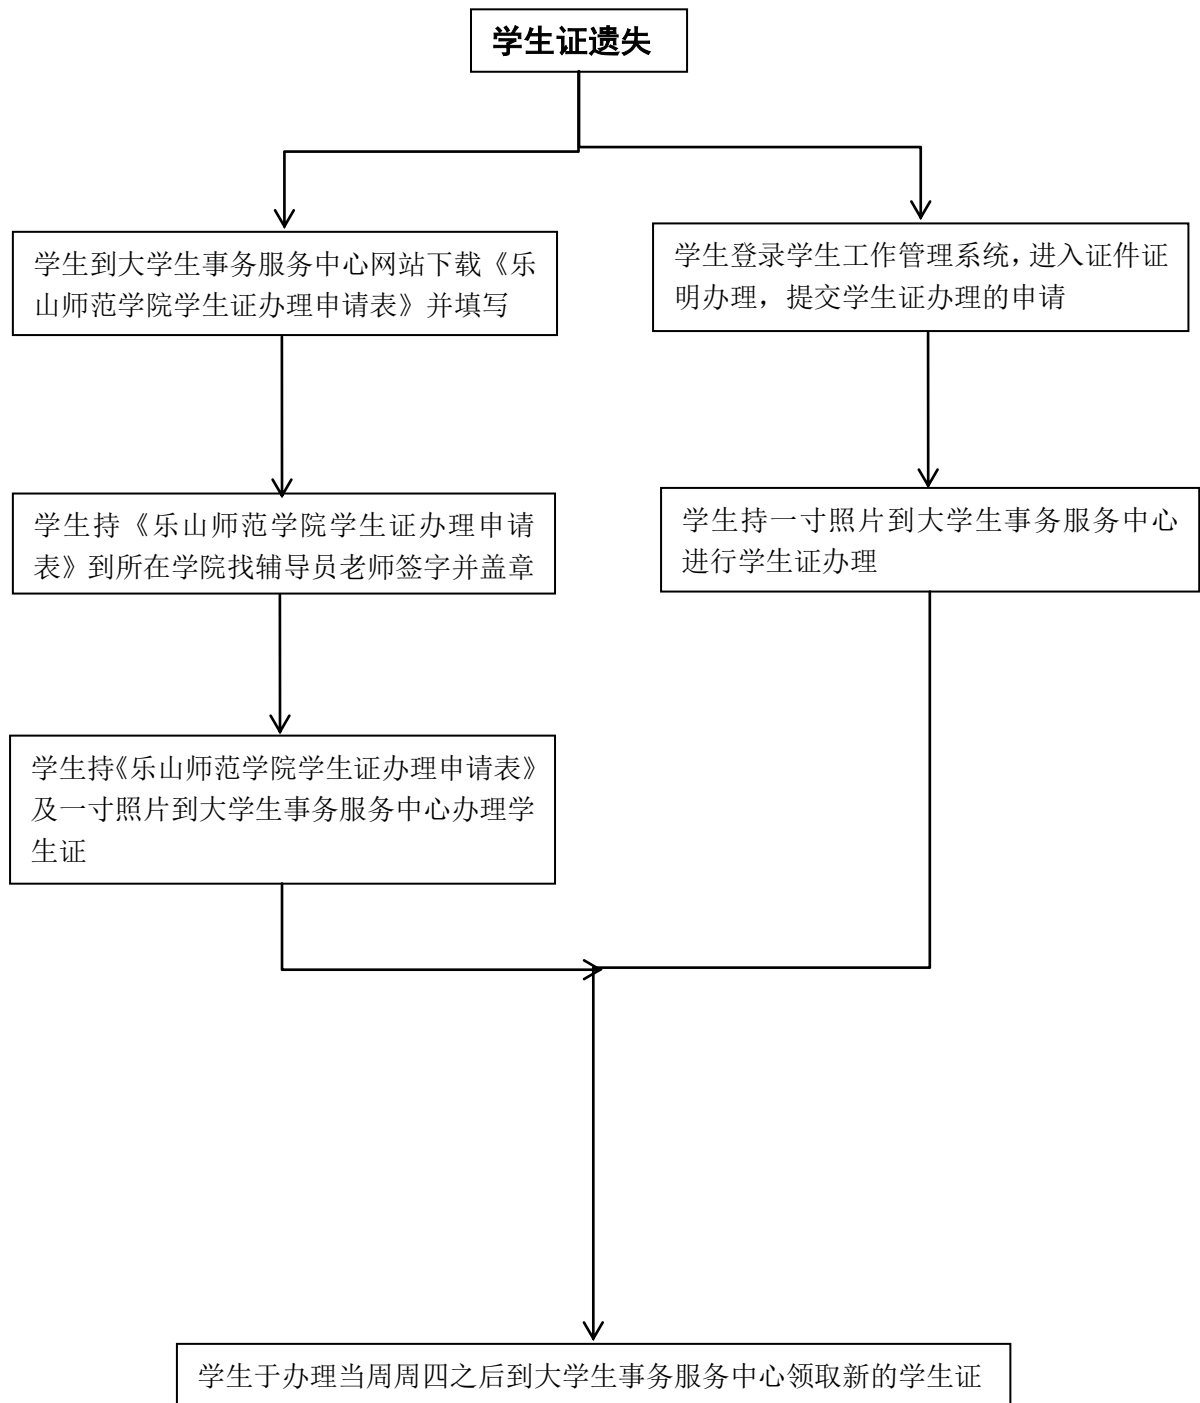 学生证遗失
学生到大学生事务服务中心网站下载《乐
山师范学院学生证办理申请表》并填写
学生登录学生工作管理系统，进入证件证
明办理，提交学生证办理的申请
学生持《乐山师范学院学生证办理申请
表》到所在学院找辅导员老师签字并盖章
学生持一寸照片到大学生事务服务中心
进行学生证办理
学生持《乐山师范学院学生证办理申请表》
及一寸照片到大学生事务服务中心办理学
生证
学生于办理当周周四之后到大学生事务服务中心领取新的学生证